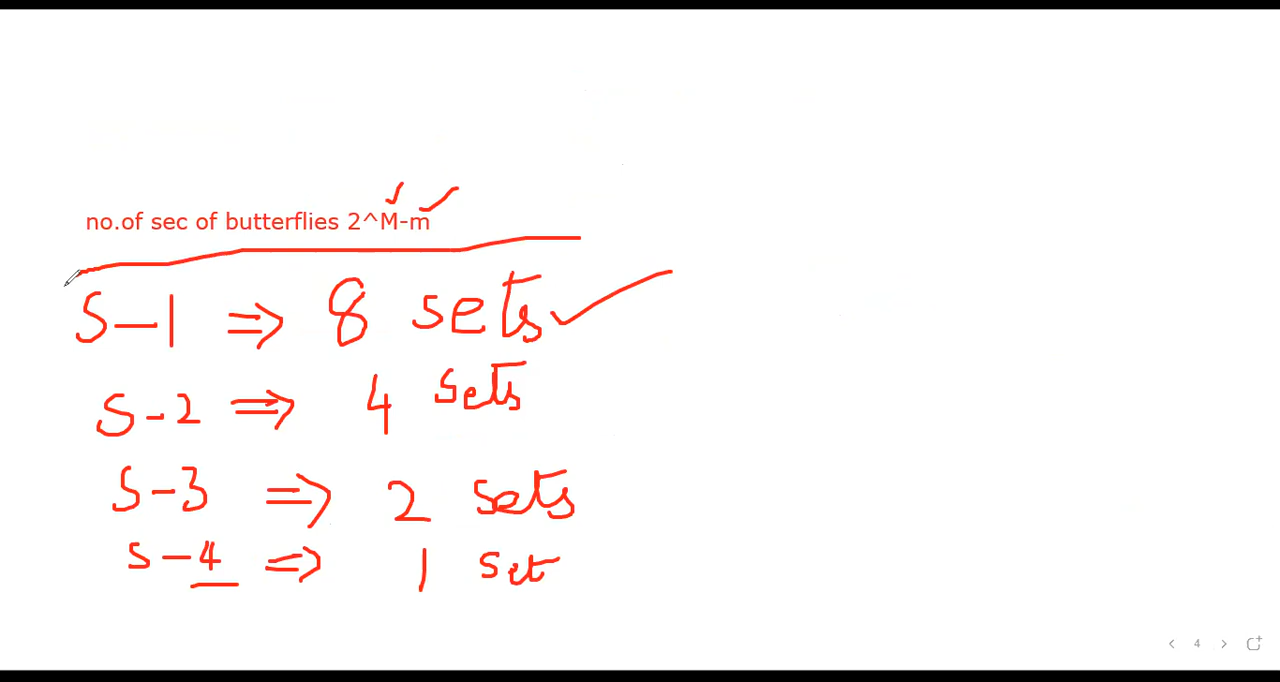 no.of sec of butterflies 2^M-m
S-1 ⇒ 8 sets
S-2 ⇒ 4 sets
S-3 ⇒ 2 sets
S-4 ⇒ 1 set
4